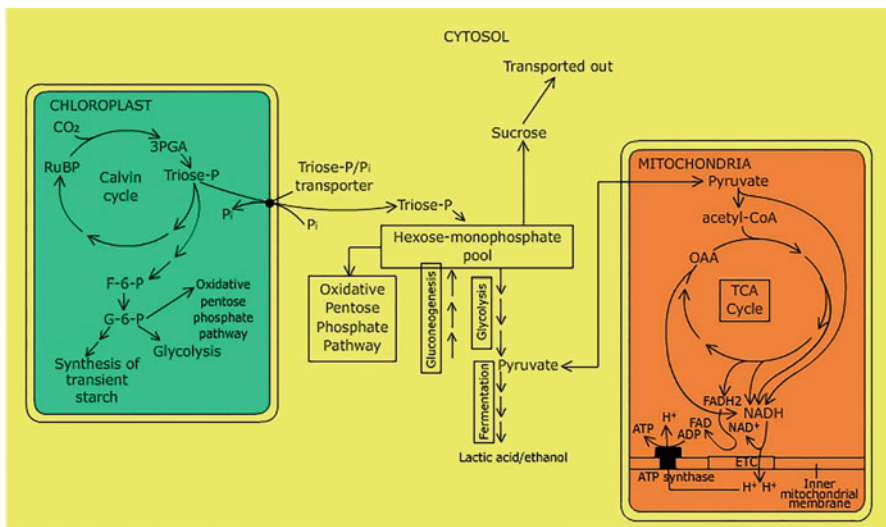 CYTOSOL
Transported out
Sucrose
CHLOROPLAST
CO₂
3PGA
RuBP
Triose-P
Calvin
cycle
Pᵢ
Triose-P/Pᵢ
transporter
Pᵢ
Triose-P
F-6-P
G-6-P
Oxidative
pentose
phosphate
pathway
Synthesis of
transient
starch
Glycolysis
Hexose-monophosphate
pool
Oxidative
Pentose
Phosphate
Pathway
Gluconeogenesis
Glycolysis
Pyruvate
Fermentation
Lactic acid/ethanol
MITOCHONDRIA
Pyruvate
acetyl-CoA
OAA
TCA
Cycle
FADH2
NADH
H⁺
FAD
NAD⁺
ATP
ADP
ETC
ATP synthase
H⁺ H⁺
Inner
mitochondrial
membrane